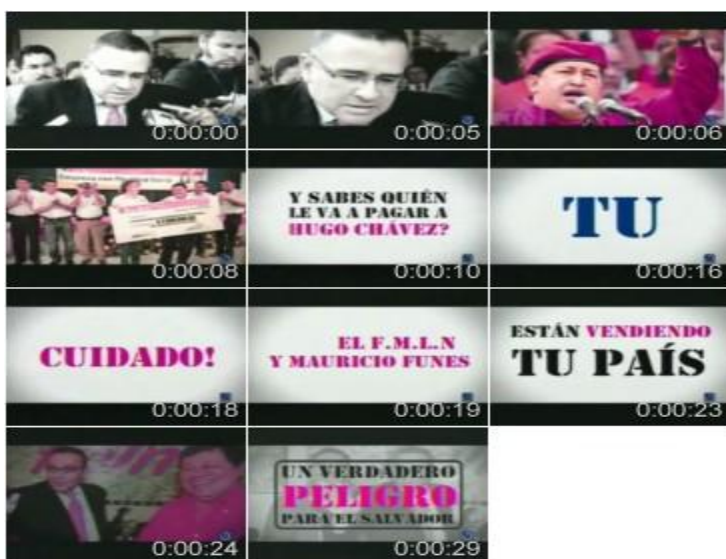 0:00:00
0:00:05
0:00:06
0:00:08
Y SABES QUIÉN
LE VA A PAGAR A
HUGO CHÁVEZ?
0:00:10
TU
0:00:16
CUIDADO!
0:00:18
EL F.M.L.N
Y MAURICIO FUNES
0:00:19
ESTÁN VENDIENDO
TU PAÍS
0:00:23
0:00:24
UN VERDADERO
PELIGRO
PARA EL SALVADOR
0:00:29